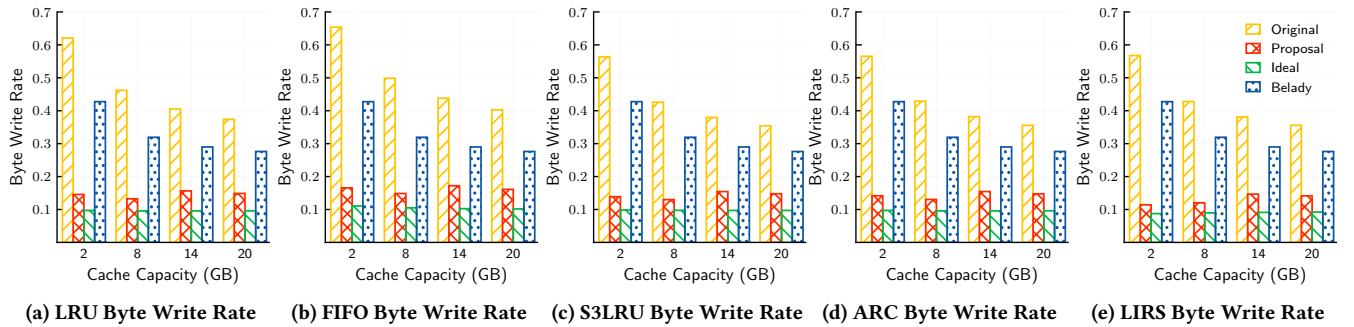 0.7
0.6
0.5
0.4
0.3
0.2
0.1
Byte Write Rate
2 8 14 20
Cache Capacity (GB)
(a) LRU Byte Write Rate
0.7
0.6
0.5
0.4
0.3
0.2
0.1
Byte Write Rate
2 8 14 20
Cache Capacity (GB)
(b) FIFO Byte Write Rate
0.7
0.6
0.5
0.4
0.3
0.2
0.1
Byte Write Rate
2 8 14 20
Cache Capacity (GB)
(c) S3LRU Byte Write Rate
0.7
0.6
0.5
0.4
0.3
0.2
0.1
Byte Write Rate
2 8 14 20
Cache Capacity (GB)
(d) ARC Byte Write Rate
0.7
0.6
0.5
0.4
0.3
0.2
0.1
Byte Write Rate
Original
Proposal
Ideal
Belady
2 8 14 20
Cache Capacity (GB)
(e) LIRS Byte Write Rate